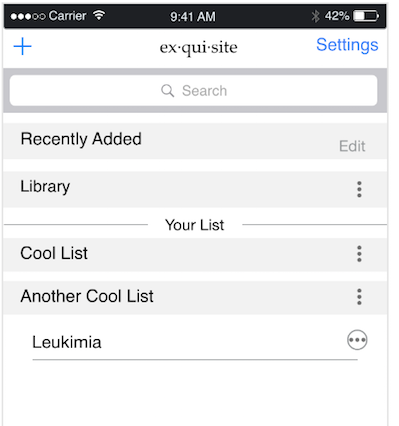 Carrier 9:41 AM 42%
+ ex·qui·site Settings
Search
Recently Added Edit
Library
Your List
Cool List
Another Cool List
Leukimia